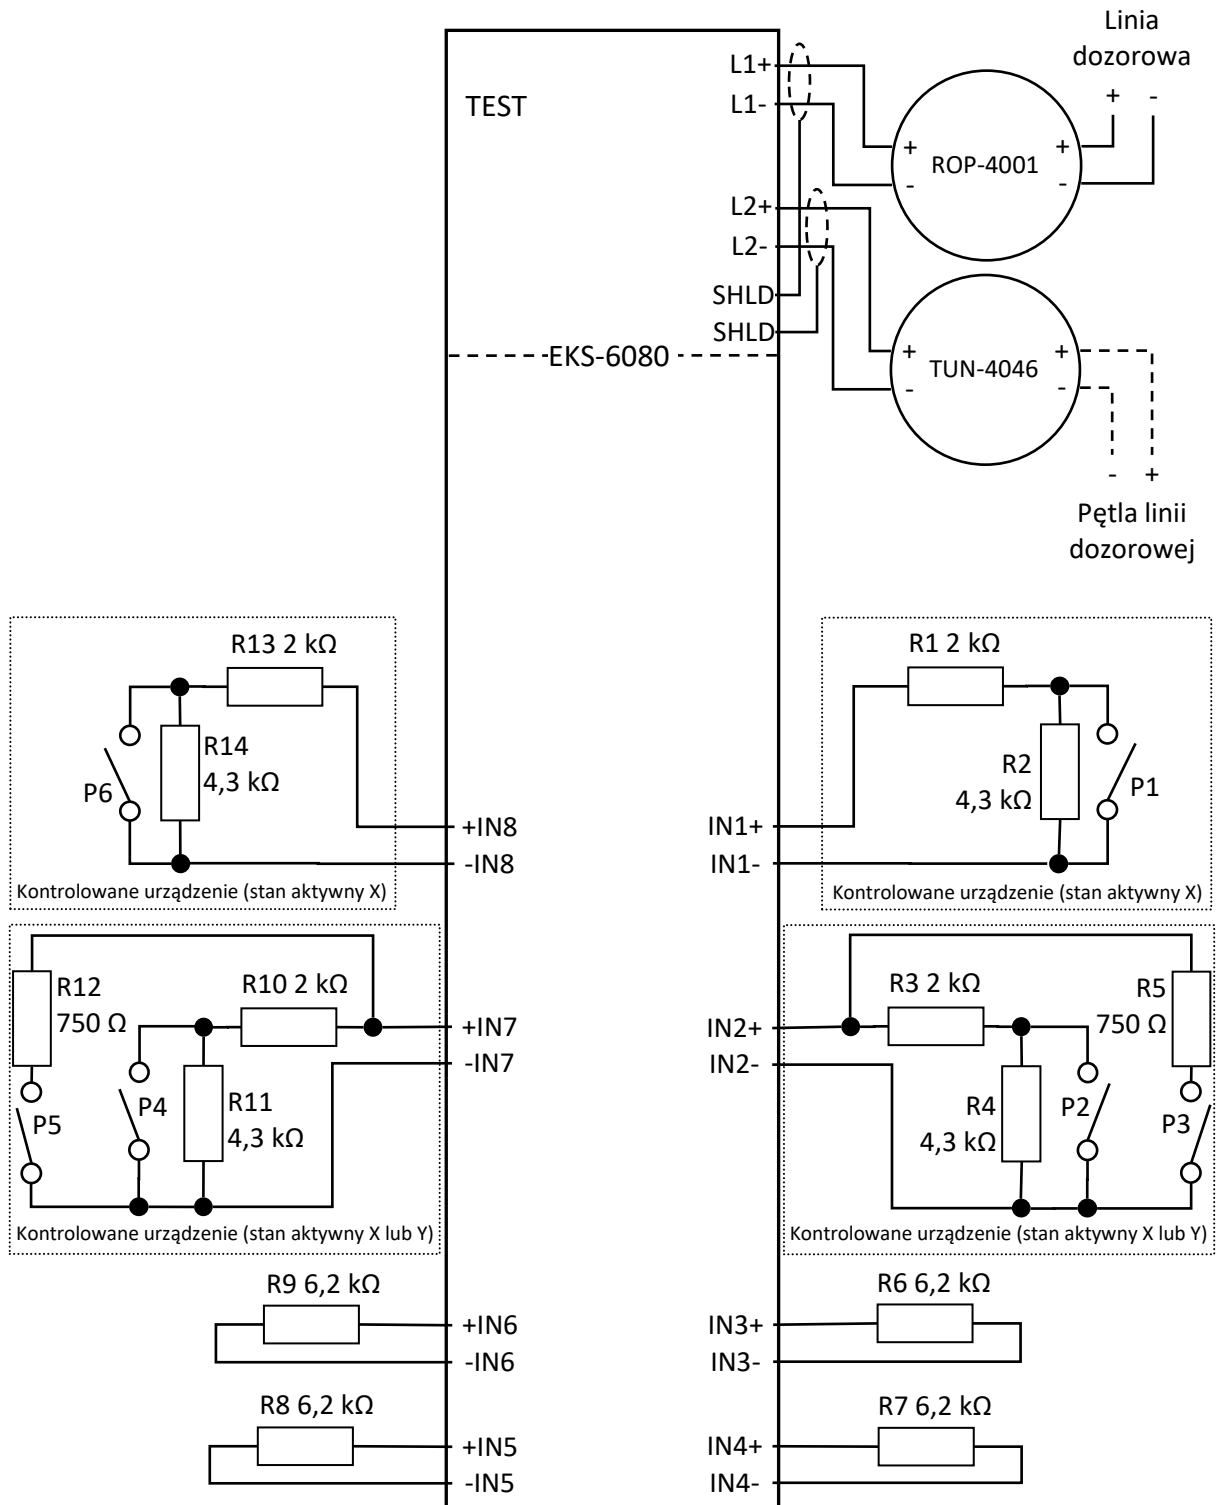 Linia
dozorowa
+ -
TEST
L1+
L1-
L2+
L2-
SHLD
SHLD
EKS-6080
+ ROP-4001 +
- -
+ TUN-4046 +
- -
- +
Pętla linii
dozorowej
R13 2 kΩ
R14
4,3 kΩ
P6
+IN8
-IN8
Kontrolowane urządzenie (stan aktywny X)
R1 2 kΩ
R2
4,3 kΩ
P1
IN1+
IN1-
Kontrolowane urządzenie (stan aktywny X)
R12
750 Ω
R10 2 kΩ
+IN7
-IN7
R11
4,3 kΩ
P4
P5
Kontrolowane urządzenie (stan aktywny X lub Y)
R3 2 kΩ
R5
750 Ω
IN2+
IN2-
R4
4,3 kΩ
P2
P3
Kontrolowane urządzenie (stan aktywny X lub Y)
R9 6,2 kΩ
+IN6
-IN6
R6 6,2 kΩ
IN3+
IN3-
R8 6,2 kΩ
+IN5
-IN5
R7 6,2 kΩ
IN4+
IN4-